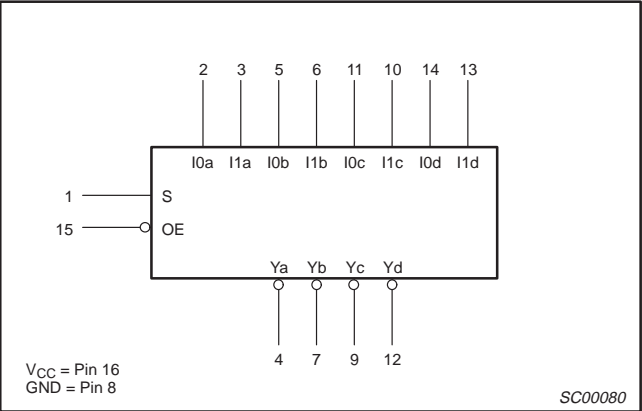 2 3 5 6 11 10 14 13
I0a I1a I0b I1b I0c I1c I0d I1d
1 S
15 OE
Ya Yb Yc Yd
4 7 9 12
VCC = Pin 16
GND = Pin 8
SC00080